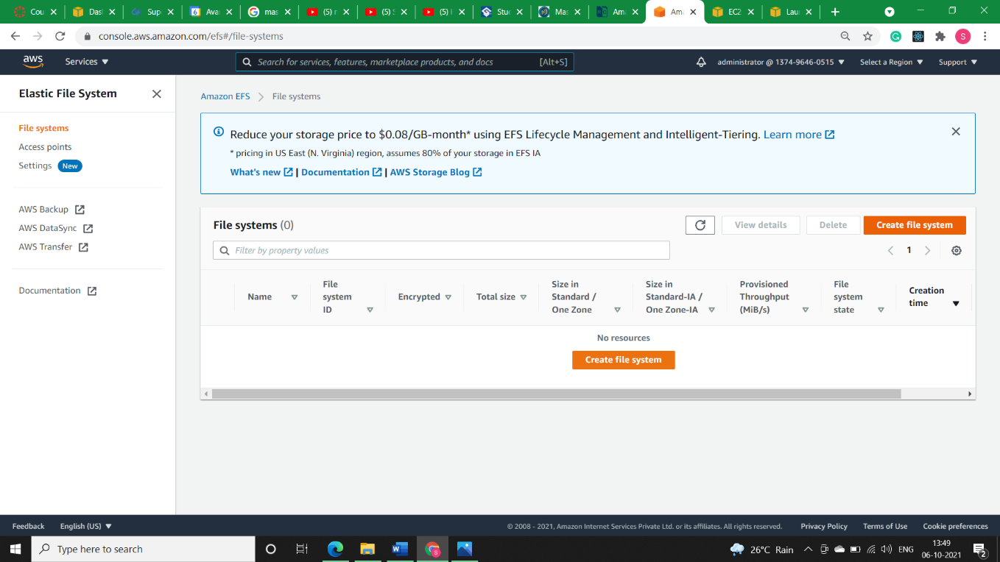 Cou
Das
Sup
6
Ava
mas
(5) r
(5) S
(5) I
Stuc
Mas
Am
Am
EC2
Lau
console.aws.amazon.com/efs#/file-systems
S
aws
Services
Search for services, features, marketplace products, and docs [Alt+S]
administrator @ 1374-9646-0515
Select a Region
Support
Elastic File System
File systems
Access points
Settings New
AWS Backup
AWS DataSync
AWS Transfer
Documentation
Amazon EFS File systems
Reduce your storage price to $0.08/GB-month* using EFS Lifecycle Management and Intelligent-Tiering. Learn more
* pricing in US East (N. Virginia) region, assumes 80% of your storage in EFS IA
What's new | Documentation | AWS Storage Blog
File systems (0)
View details
Delete
Create file system
Filter by property values
1
Name
File
system
ID
Encrypted
Total size
Size in
Standard /
One Zone
Size in
Standard-IA /
One Zone-IA
Provisioned
Throughput
(MiB/s)
File
system
state
Creation
time
No resources
Create file system
Feedback
English (US)
© 2008 - 2021, Amazon Internet Services Private Ltd. or its affiliates. All rights reserved.
Privacy Policy
Terms of Use
Cookie preferences
Type here to search
26°C Rain
ENG
13:49
06-10-2021
2